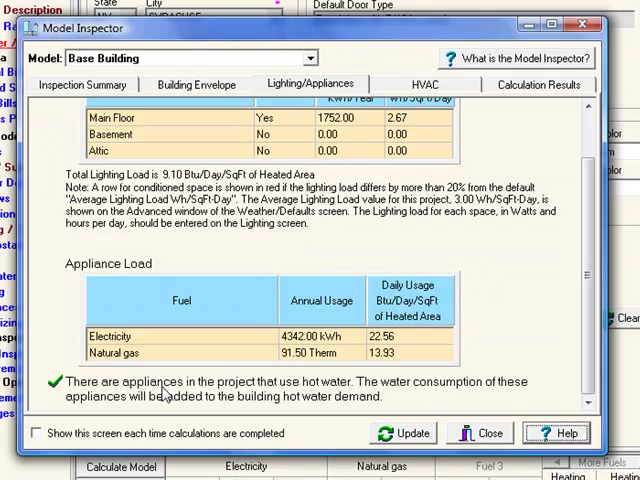 State
City
Default Door Type
NY
SYRACUSE
Model Inspector
Model: Base Building
What is the Model Inspector?
Inspection Summary
Building Envelope
Lighting/Appliances
HVAC
Calculation Results
kWh/Year
Wh/SqFt/Day
Main Floor Yes 1752.00 2.67
Basement No 0.00 0.00
Attic No 0.00 0.00
Total Lighting Load is 9.10 Btu/Day/SqFt of Heated Area
Note: A row for conditioned space is shown in red if the lighting load differs by more than 20% from the default
"Average Lighting Load Wh/SqFt-Day". The Average Lighting Load value for this project, 3.00 Wh/SqFt-Day, is
is shown on the Advanced window of the Weather/Defaults screen. The Lighting load for each space, in Watts and
hours per day, should be entered on the Lighting screen.
Appliance Load
Fuel
Annual Usage
Daily Usage
Btu/Day/SqFt
of Heated Area
Electricity 4342.00 kWh 22.56
Natural gas 91.50 Therm 13.93
There are appliances in the project that use hot water. The water consumption of these
appliances will be added to the building hot water demand.
Show this screen each time calculations are completed
Update
Close
Help
Clear
Calculate Model
Electricity
Natural gas
Fuel 3
More Fuels
Heating
Heating